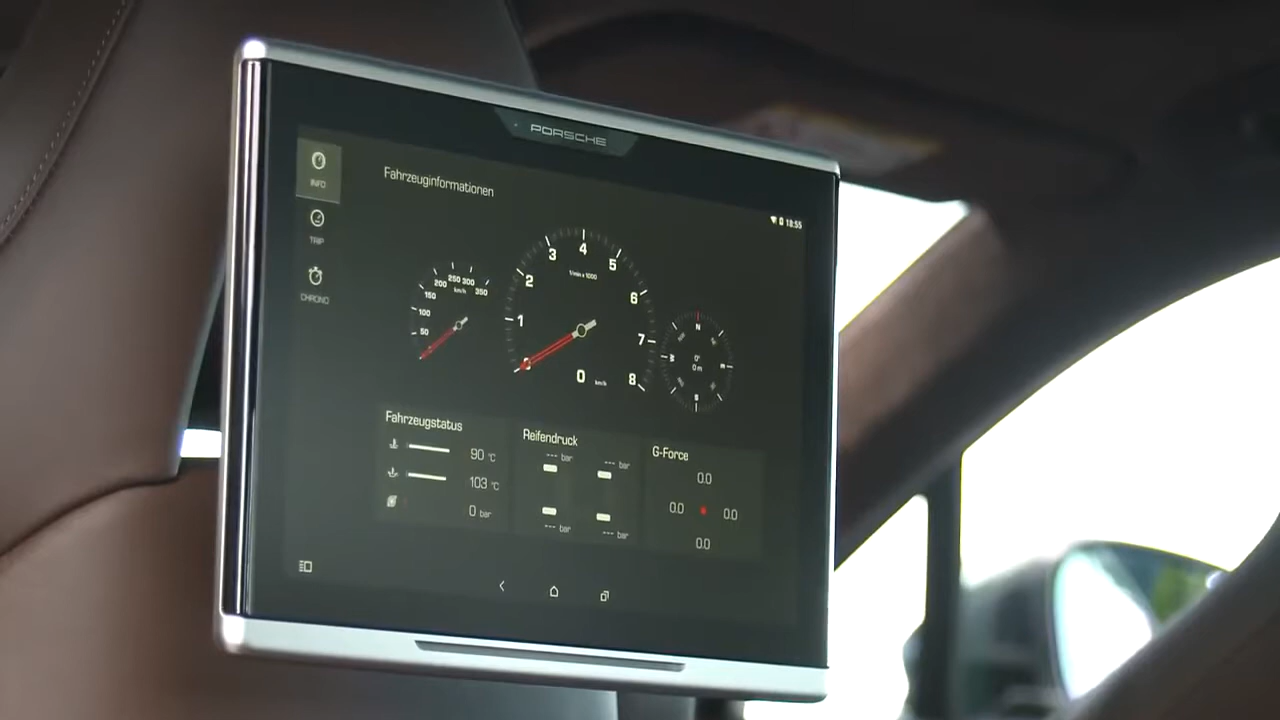 PORSCHE
INFO
Fahrzeuginformationen
18:55
TRIP
CHRONO
50
100
150
200
250
300
350
km/h
1
2
3
4
5
6
7
8
1/min x 1000
0 km/h
N
0°
0 m
Fahrzeugstatus
90 °C
103 °C
0 bar
Reifendruck
--- bar
--- bar
--- bar
--- bar
G-Force
0.0
0.0
0.0
0.0